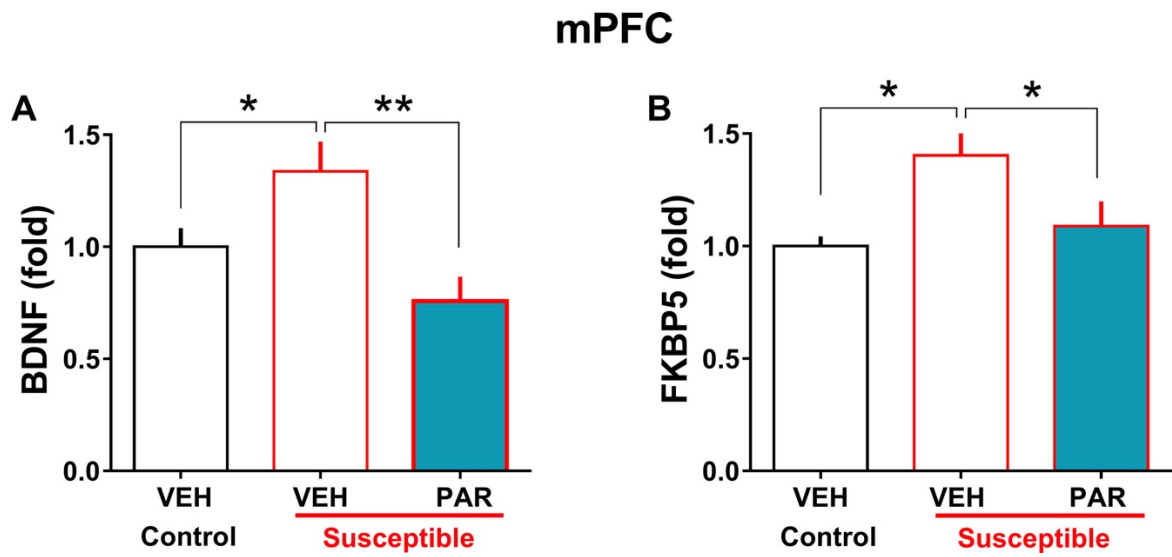 mPFC
A
* **
BDNF (fold)
1.5
1.0
0.5
0.0
VEH VEH PAR
Control Susceptible
B
* *
FKBP5 (fold)
1.5
1.0
0.5
0.0
VEH VEH PAR
Control Susceptible